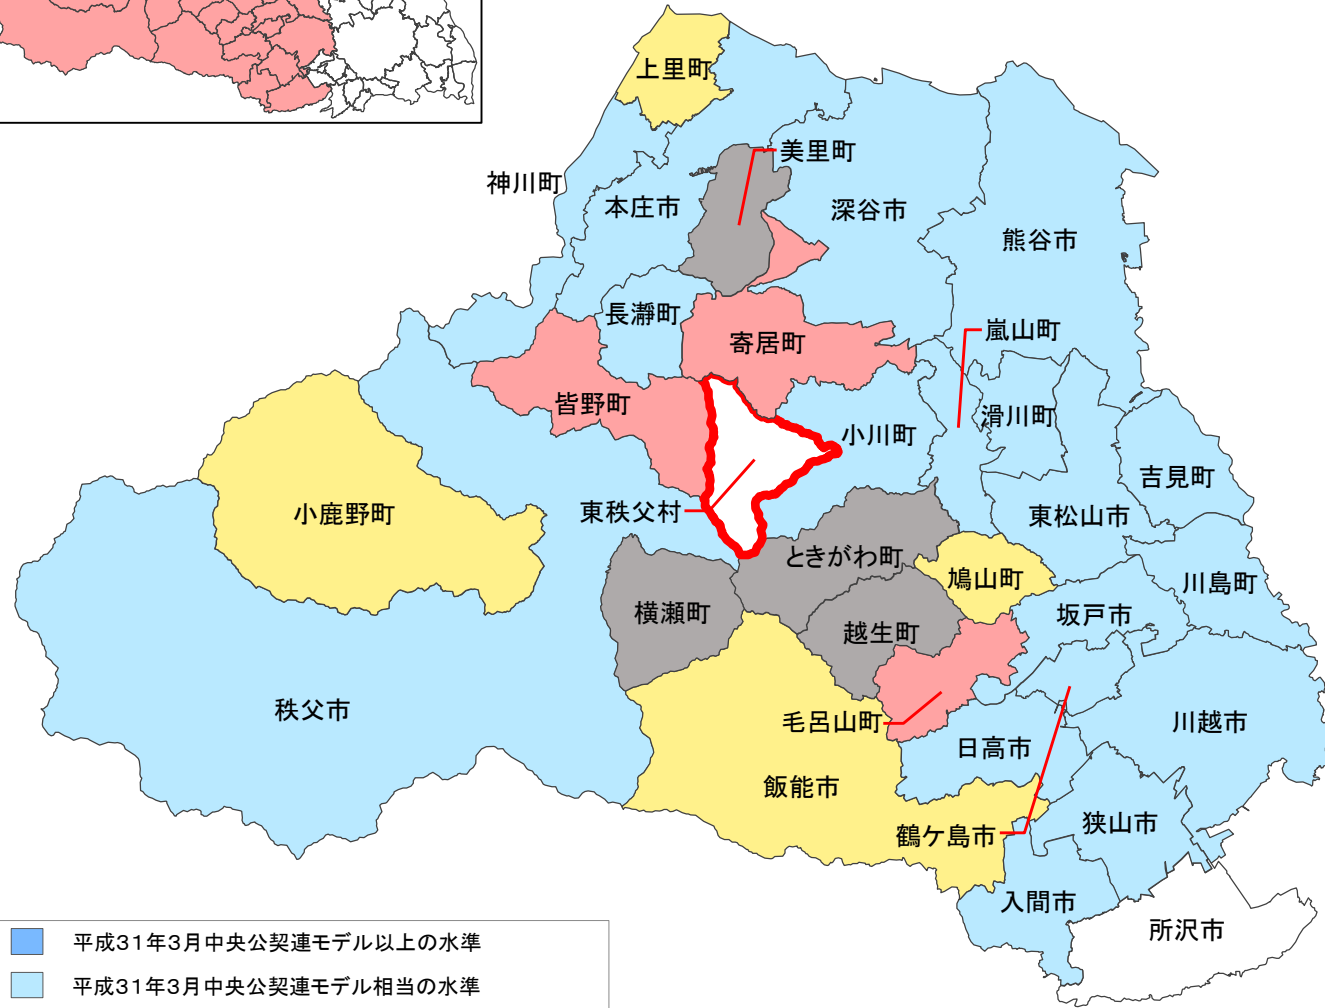 上里町
美里町
神川町
本庄市
深谷市
熊谷市
長瀞町
寄居町
嵐山町
皆野町
小川町
滑川町
吉見町
小鹿野町
東秩父村
東松山市
ときがわ町
鳩山町
川島町
横瀬町
越生町
坂戸市
秩父市
毛呂山町
日高市
川越市
飯能市
鶴ケ島市
狭山市
入間市
所沢市
平成31年3月中央公契連モデル以上の水準
平成31年3月中央公契連モデル相当の水準